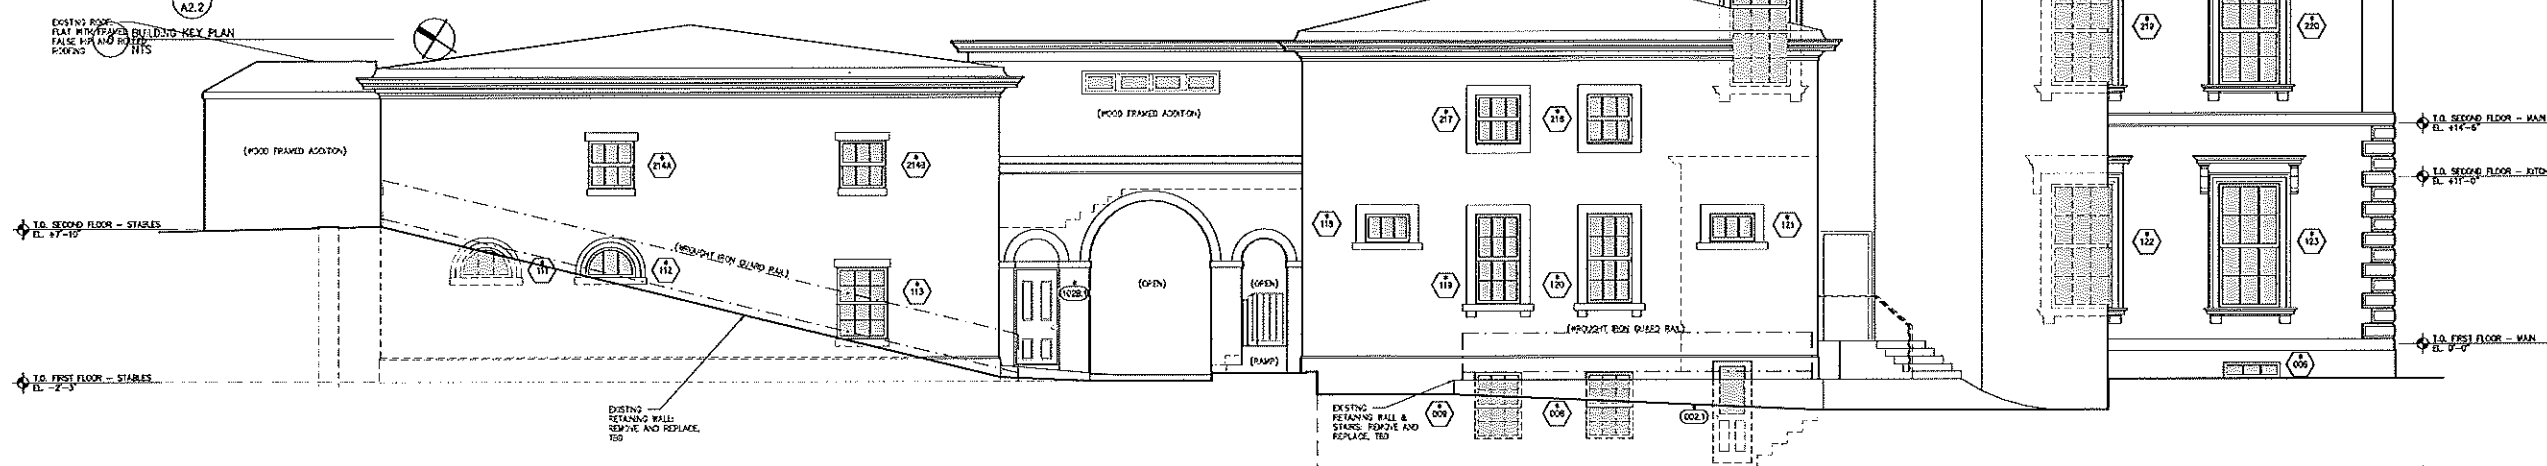 A2.2
EXISTING ROOF:
FLAT WITH FRAMED
FALSE HIP AND ROLLED
ROOFING
BUILDING KEY PLAN
NTS
219
220
(WOOD FRAMED ADDITION)
217
218
T.O. SECOND FLOOR - MAIN
EL. +14'-6"
(WOOD FRAMED ADDITION)
214A
214B
T.O. SECOND FLOOR - KITCH
EL. +11'-0"
T.O. SECOND FLOOR - STABLES
EL. +7'-10"
118
121
122
123
(WROUGHT IRON GUARD RAIL)
111
112
113
102B.1
(OPEN)
(OPEN)
119
120
(WROUGHT IRON GUARD RAIL)
T.O. FIRST FLOOR - MAIN
EL. 0'-0"
(RAMP)
006
T.O. FIRST FLOOR - STABLES
EL. -2'-3"
EXISTING
RETAINING WALL:
REMOVE AND REPLACE,
TBD
EXISTING
RETAINING WALL &
STAIRS: REMOVE AND
REPLACE, TBD
009
008
002.1